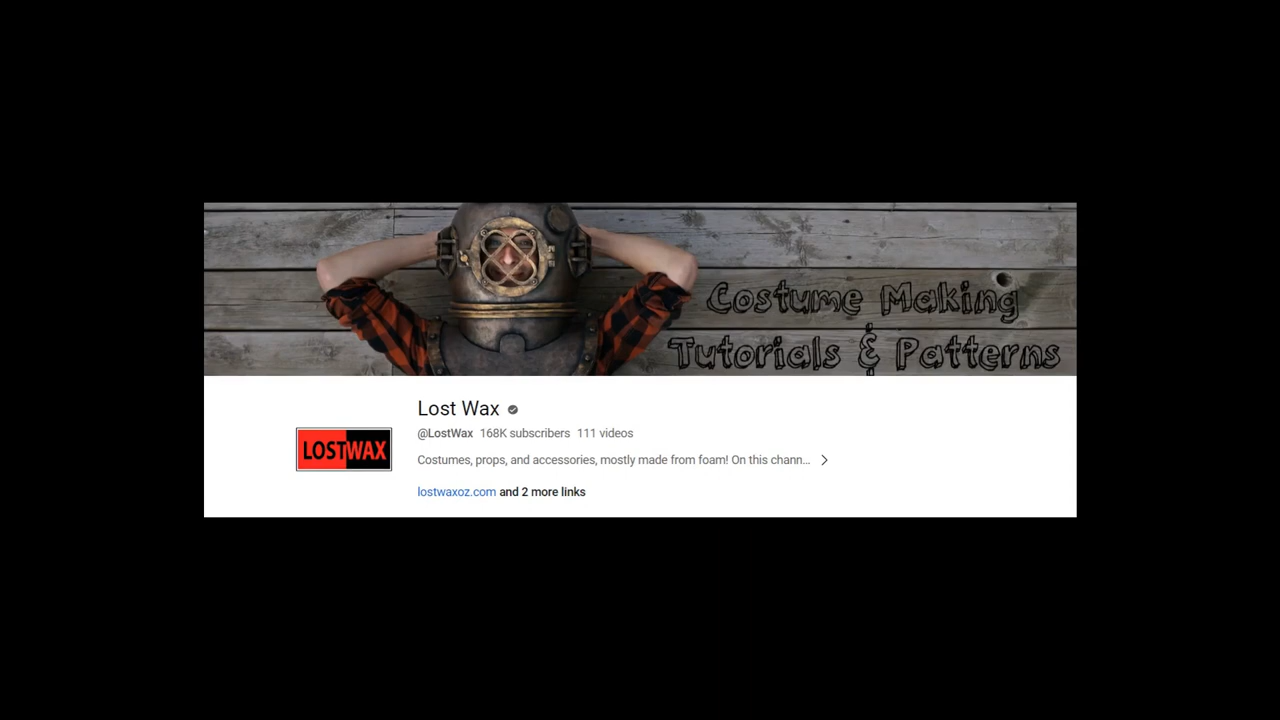 Costume Making
Tutorials & Patterns
Lost Wax
@LostWax 168K subscribers 111 videos
LOSTWAX
Costumes, props, and accessories, mostly made from foam! On this chann...
lostwaxoz.com and 2 more links